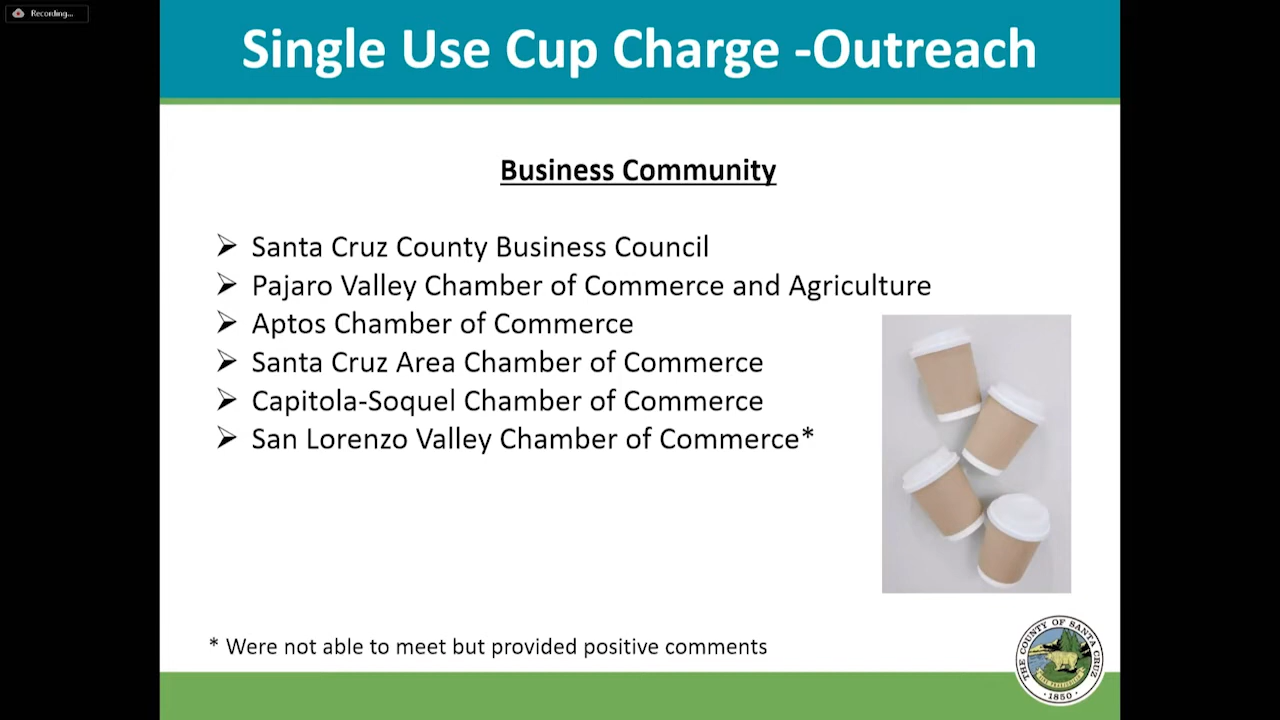 Recording...
Single Use Cup Charge -Outreach
Business Community
➢ Santa Cruz County Business Council
➢ Pajaro Valley Chamber of Commerce and Agriculture
➢ Aptos Chamber of Commerce
➢ Santa Cruz Area Chamber of Commerce
➢ Capitola-Soquel Chamber of Commerce
➢ San Lorenzo Valley Chamber of Commerce*
* Were not able to meet but provided positive comments
THE COUNTY OF SANTA CRUZ
1850